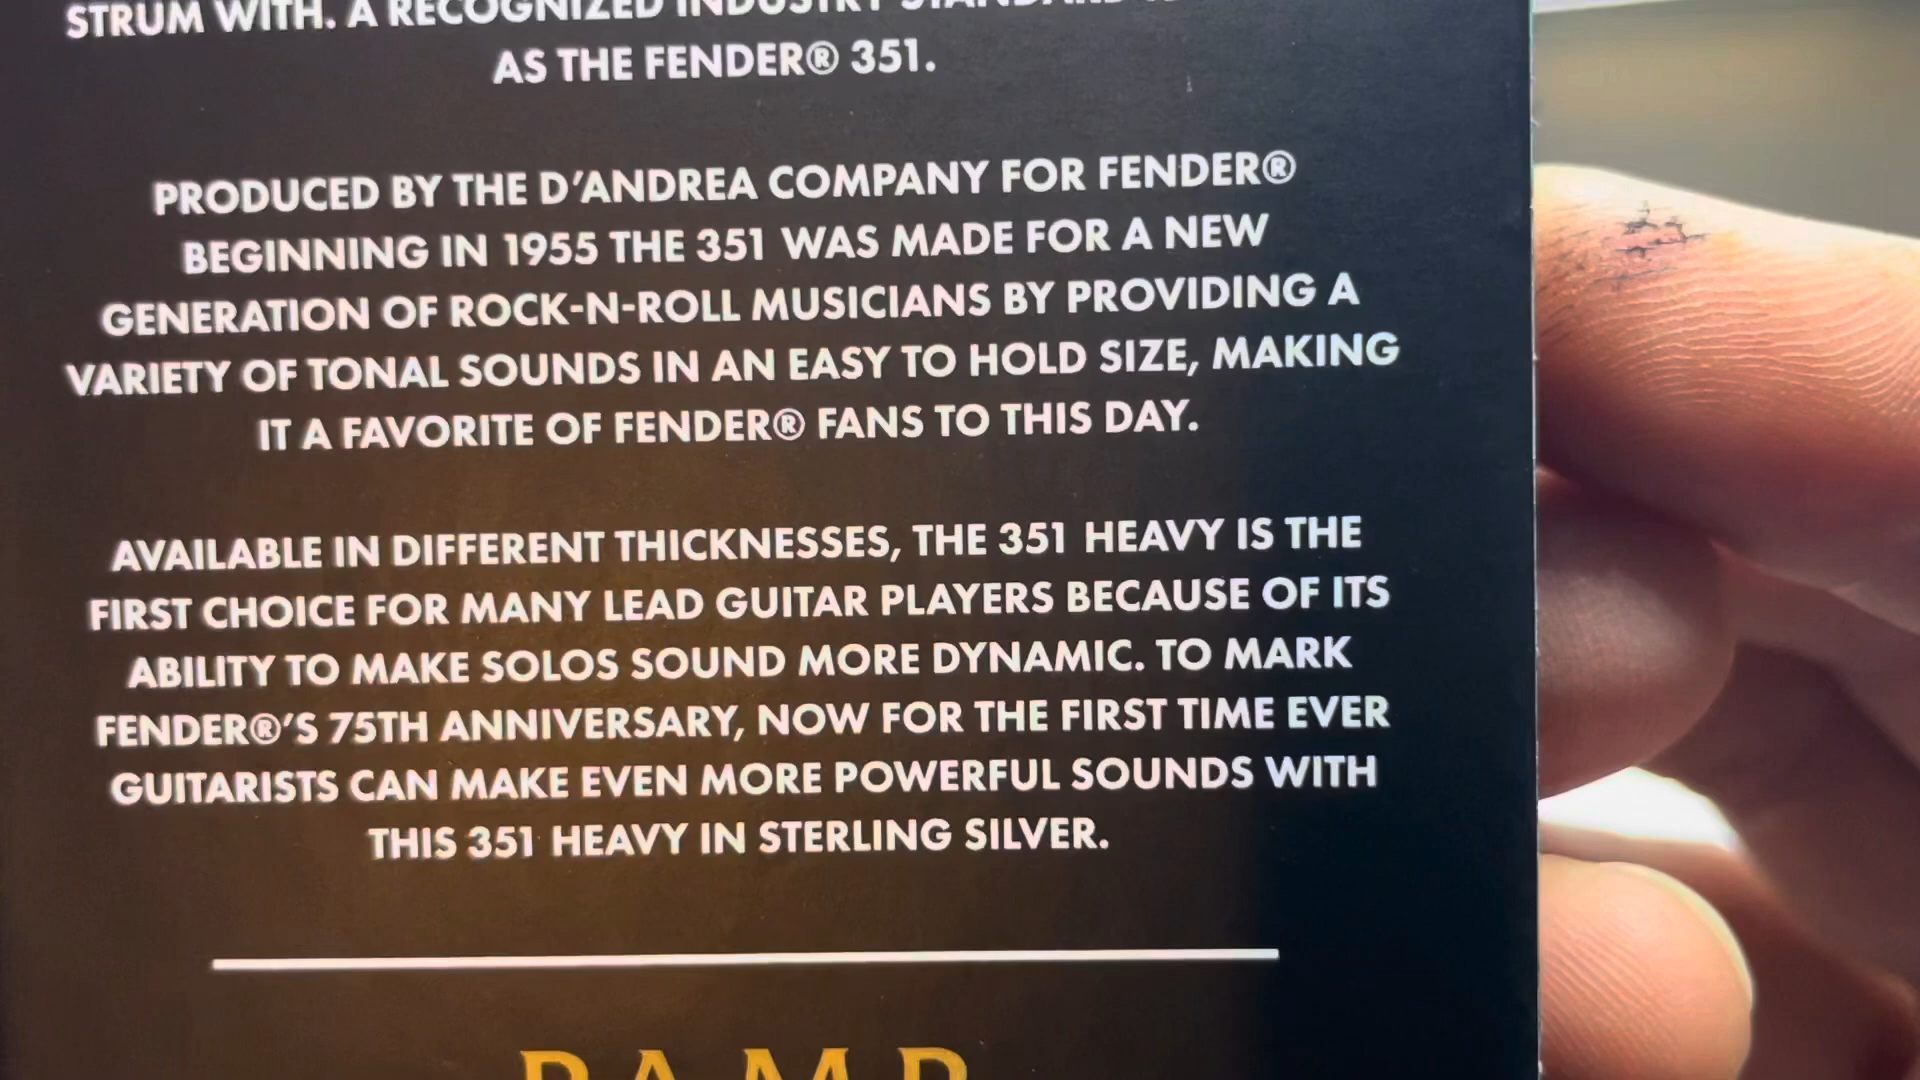 STRUM WITH. A RECOGNIZED INDUSTRY STANDARD
AS THE FENDER® 351.
PRODUCED BY THE D'ANDREA COMPANY FOR FENDER®
BEGINNING IN 1955 THE 351 WAS MADE FOR A NEW
GENERATION OF ROCK-N-ROLL MUSICIANS BY PROVIDING A
VARIETY OF TONAL SOUNDS IN AN EASY TO HOLD SIZE, MAKING
IT A FAVORITE OF FENDER® FANS TO THIS DAY.
AVAILABLE IN DIFFERENT THICKNESSES, THE 351 HEAVY IS THE
FIRST CHOICE FOR MANY LEAD GUITAR PLAYERS BECAUSE OF ITS
ABILITY TO MAKE SOLOS SOUND MORE DYNAMIC. TO MARK
FENDER®'S 75TH ANNIVERSARY, NOW FOR THE FIRST TIME EVER
GUITARISTS CAN MAKE EVEN MORE POWERFUL SOUNDS WITH
THIS 351 HEAVY IN STERLING SILVER.
PAMP